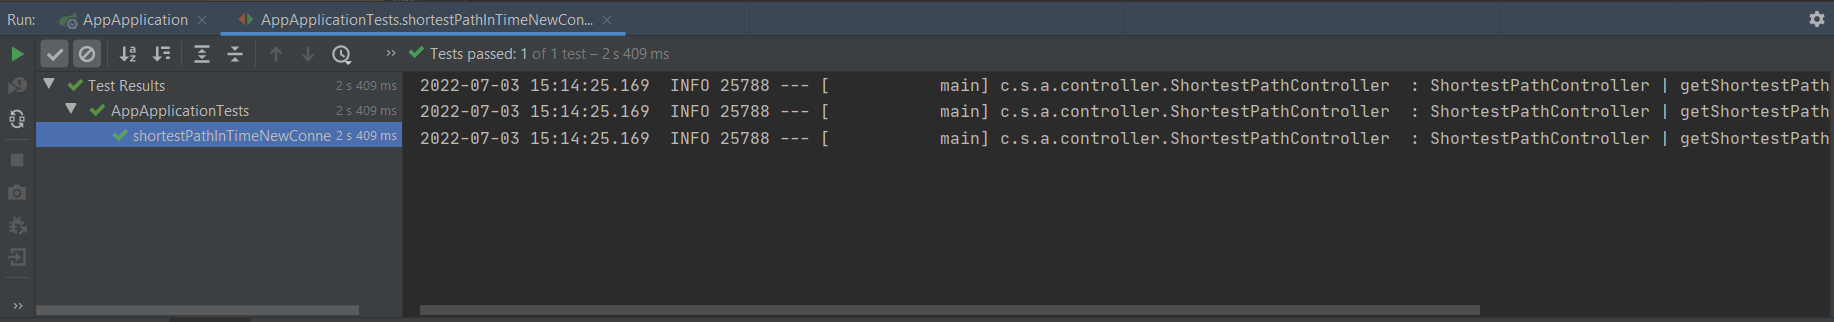 Run: AppApplication AppApplicationTests.shortestPathInTimeNewCon...
Tests passed: 1 of 1 test – 2 s 409 ms
Test Results 2 s 409 ms
AppApplicationTests 2 s 409 ms
shortestPathInTimeNewConne 2 s 409 ms
2022-07-03 15:14:25.169  INFO 25788 --- [           main] c.s.a.controller.ShortestPathController  : ShortestPathController | getShortestPath
2022-07-03 15:14:25.169  INFO 25788 --- [           main] c.s.a.controller.ShortestPathController  : ShortestPathController | getShortestPath
2022-07-03 15:14:25.169  INFO 25788 --- [           main] c.s.a.controller.ShortestPathController  : ShortestPathController | getShortestPath